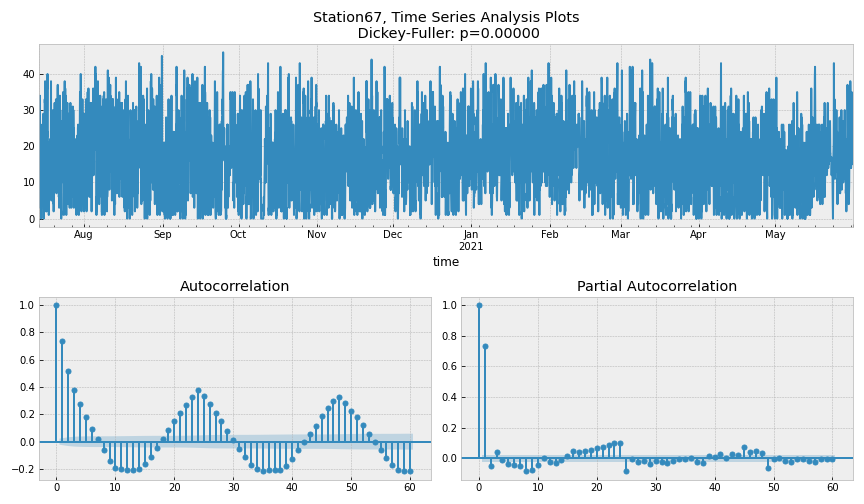 Station67, Time Series Analysis Plots
Dickey-Fuller: p=0.00000
40
30
20
10
0
Aug Sep Oct Nov Dec Jan Feb Mar Apr May
2021
time
Autocorrelation
1.0
0.8
0.6
0.4
0.2
0.0
−0.2
0 10 20 30 40 50 60
Partial Autocorrelation
1.0
0.8
0.6
0.4
0.2
0.0
0 10 20 30 40 50 60